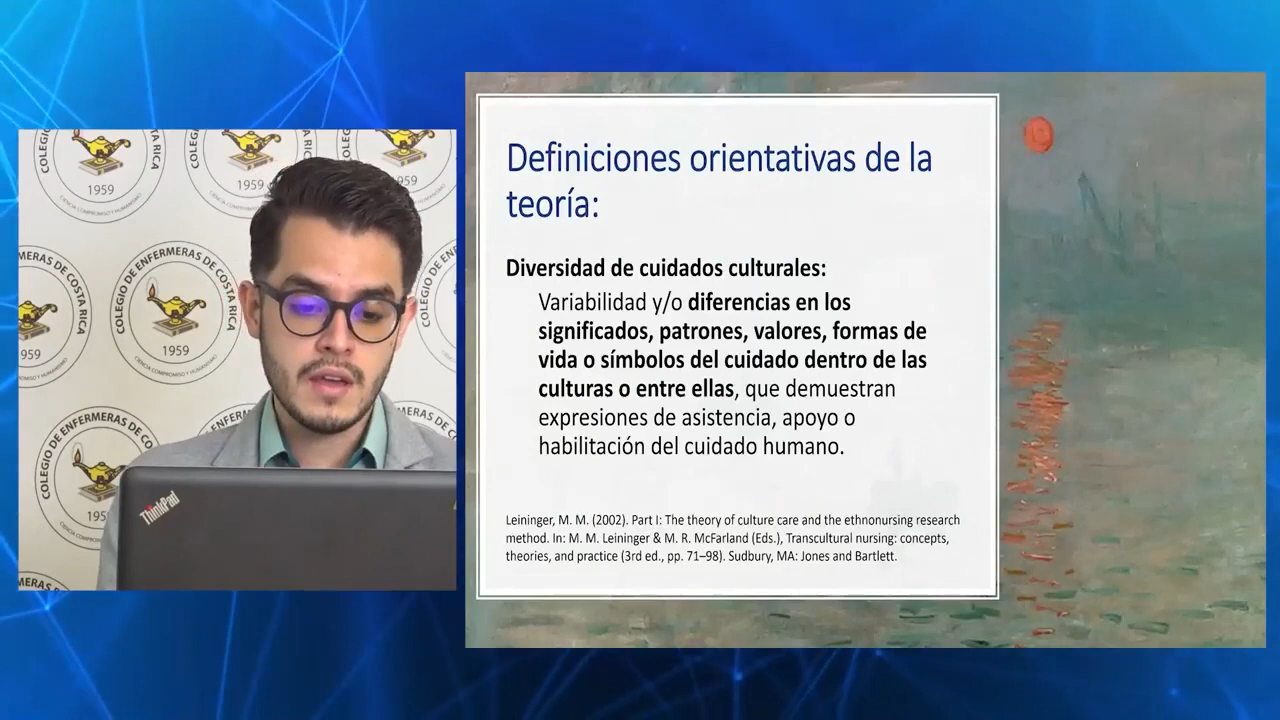 COLEGIO DE ENFERMERAS DE COSTA RICA
1959
CIENCIA COMPROMISO Y HUMANISMO
ThinkPad
Definiciones orientativas de la
teoría:
Diversidad de cuidados culturales:
Variabilidad y/o diferencias en los
significados, patrones, valores, formas de
vida o símbolos del cuidado dentro de las
culturas o entre ellas, que demuestran
expresiones de asistencia, apoyo o
habilitación del cuidado humano.
Leininger, M. M. (2002). Part I: The theory of culture care and the ethnonursing research
method. In: M. M. Leininger & M. R. McFarland (Eds.), Transcultural nursing: concepts,
theories, and practice (3rd ed., pp. 71–98). Sudbury, MA: Jones and Bartlett.